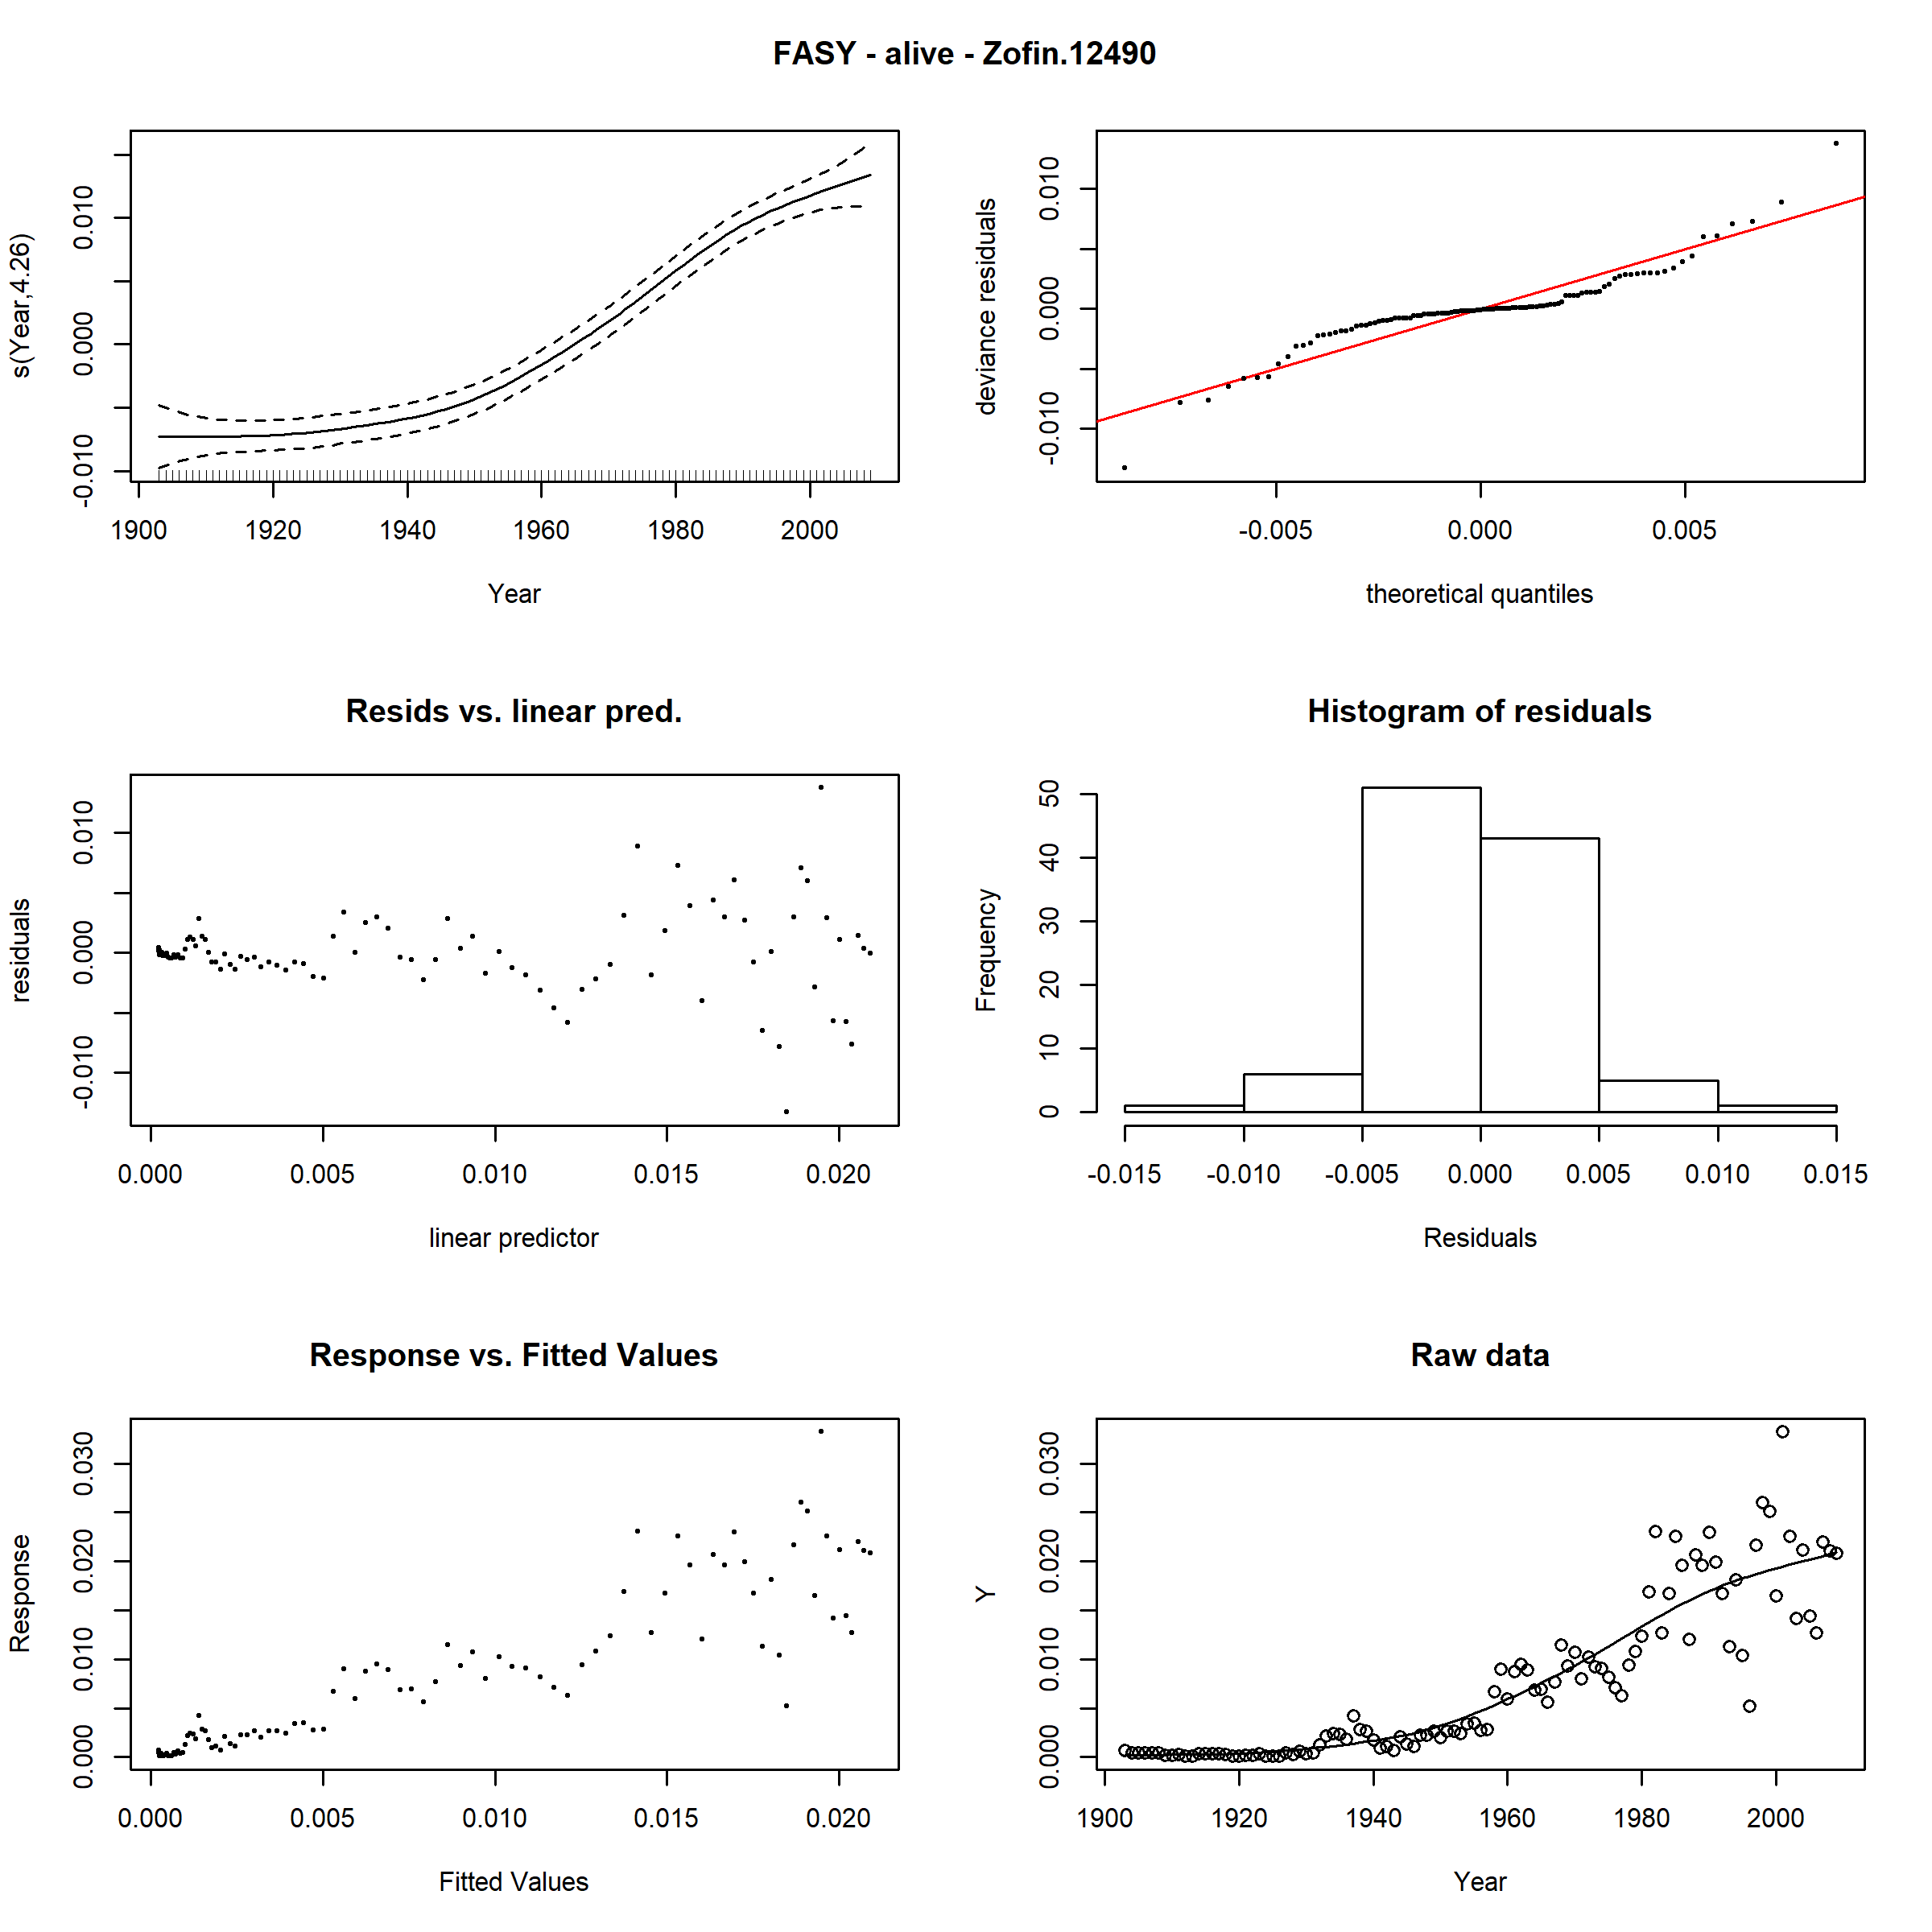 FASY - alive - Zofin.12490
s(Year,4.26)
-0.010 0.000 0.010
1900 1920 1940 1960 1980 2000
Year
deviance residuals
-0.010 0.000 0.010
-0.005 0.000 0.005
theoretical quantiles
Resids vs. linear pred.
residuals
-0.010 0.000 0.010
0.000 0.005 0.010 0.015 0.020
linear predictor
Histogram of residuals
Frequency
0 10 20 30 40 50
-0.015 -0.010 -0.005 0.000 0.005 0.010 0.015
Residuals
Response vs. Fitted Values
Response
0.000 0.010 0.020 0.030
0.000 0.005 0.010 0.015 0.020
Fitted Values
Raw data
Y
0.000 0.010 0.020 0.030
1900 1920 1940 1960 1980 2000
Year